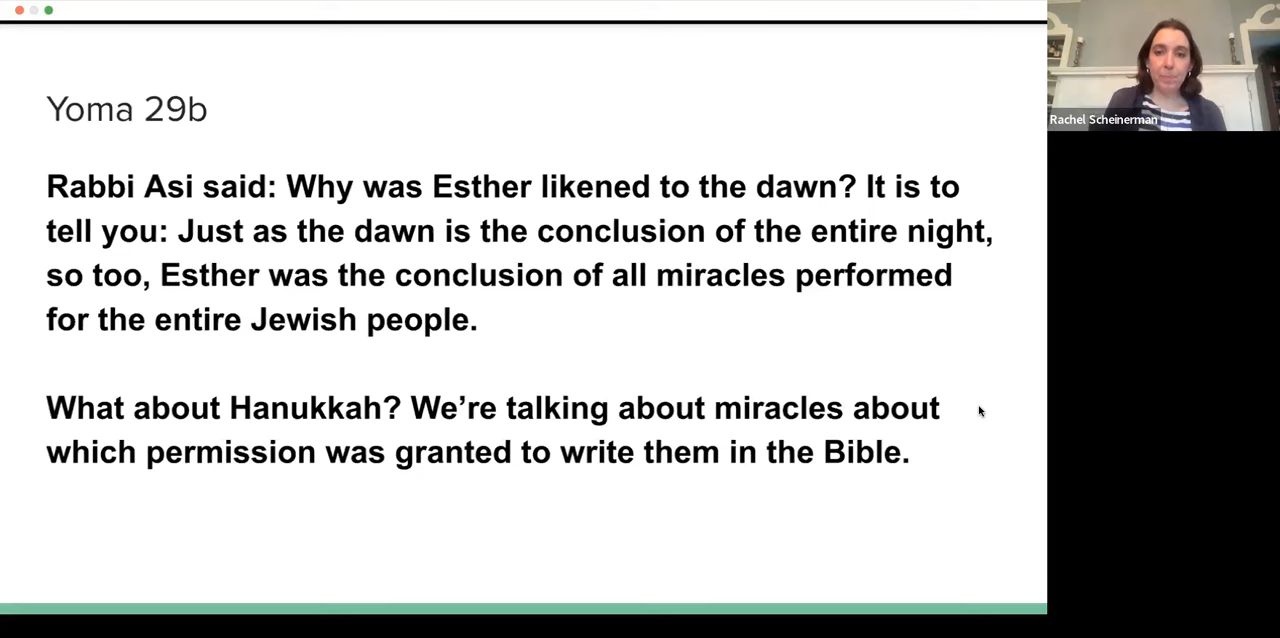 Yoma 29b
Rabbi Asi said: Why was Esther likened to the dawn? It is to
tell you: Just as the dawn is the conclusion of the entire night,
so too, Esther was the conclusion of all miracles performed
for the entire Jewish people.
What about Hanukkah? We’re talking about miracles about
which permission was granted to write them in the Bible.
Rachel Scheinerman